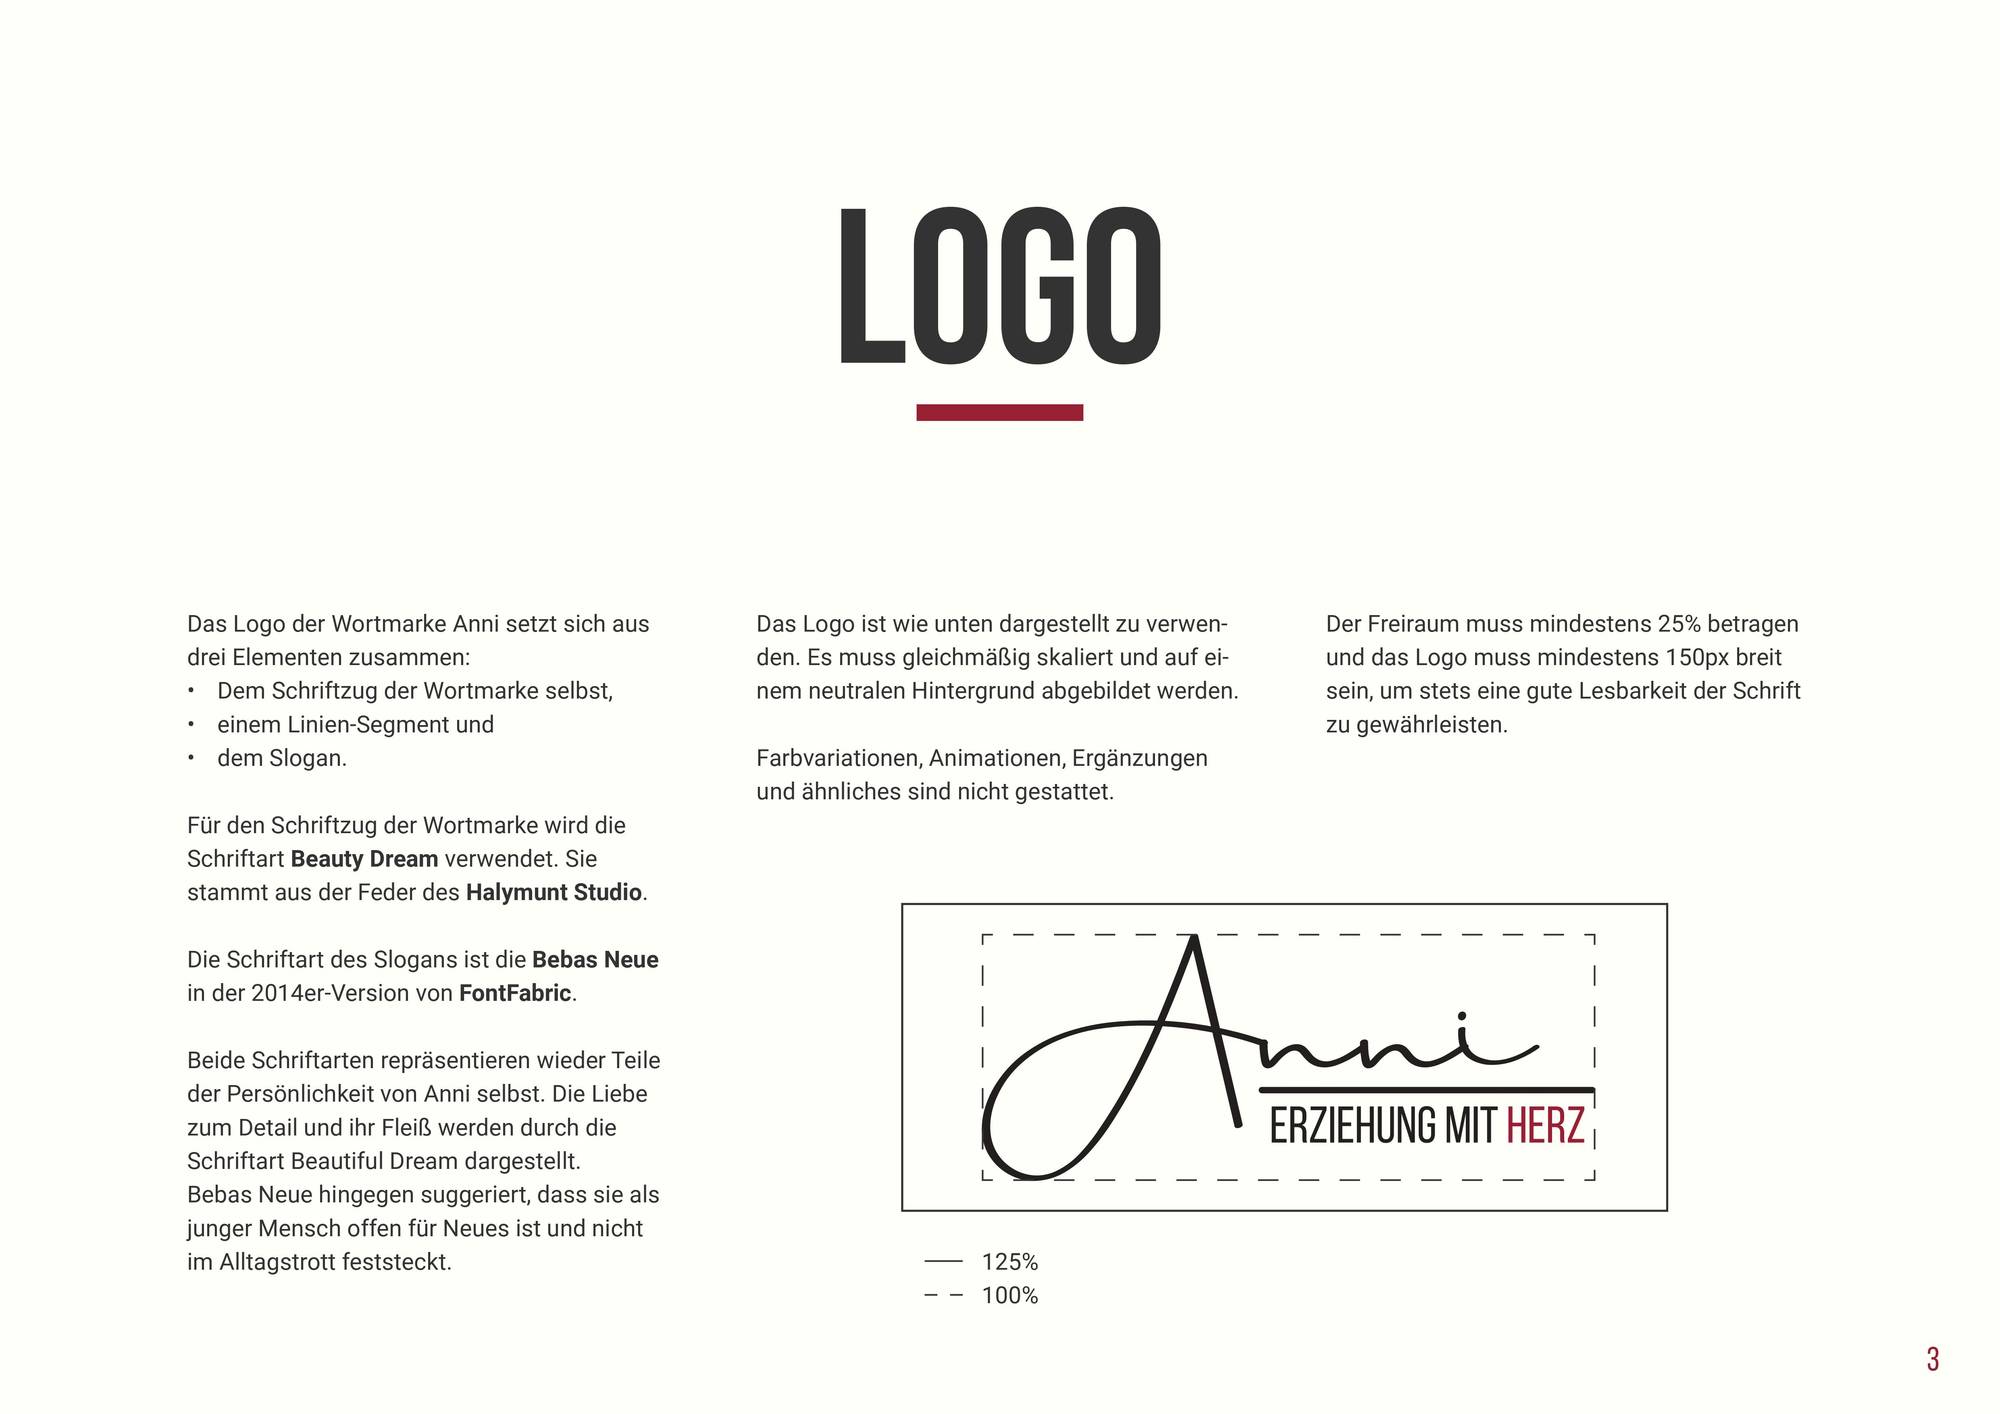 LOGO
Das Logo der Wortmarke Anni setzt sich aus
drei Elementen zusammen:
• Dem Schriftzug der Wortmarke selbst,
• einem Linien-Segment und
• dem Slogan.
Für den Schriftzug der Wortmarke wird die
Schriftart Beauty Dream verwendet. Sie
stammt aus der Feder des Halymunt Studio.
Die Schriftart des Slogans ist die Bebas Neue
in der 2014er-Version von FontFabric.
Beide Schriftarten repräsentieren wieder Teile
der Persönlichkeit von Anni selbst. Die Liebe
zum Detail und ihr Fleiß werden durch die
Schriftart Beautiful Dream dargestellt.
Bebas Neue hingegen suggeriert, dass sie als
junger Mensch offen für Neues ist und nicht
im Alltagstrott feststeckt.
Das Logo ist wie unten dargestellt zu verwen-
den. Es muss gleichmäßig skaliert und auf ei-
nem neutralen Hintergrund abgebildet werden.
Farbvariationen, Animationen, Ergänzungen
und ähnliches sind nicht gestattet.
Der Freiraum muss mindestens 25% betragen
und das Logo muss mindestens 150px breit
sein, um stets eine gute Lesbarkeit der Schrift
zu gewährleisten.
Anni
ERZIEHUNG MIT HERZ
125%
100%
3